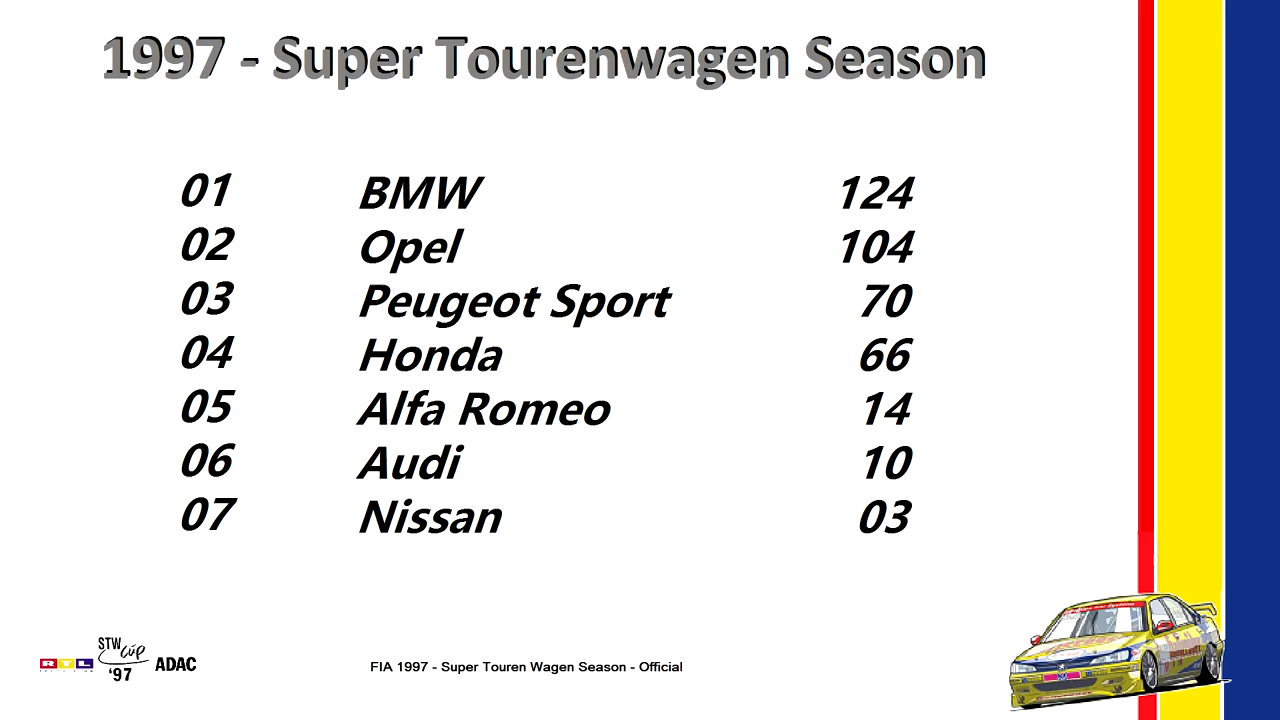 1997 - Super Tourenwagen Season
01 BMW 124
02 Opel 104
03 Peugeot Sport 70
04 Honda 66
05 Alfa Romeo 14
06 Audi 10
07 Nissan 03
STW
cup
'97
RTL
ADAC
FIA 1997 - Super Touren Wagen Season - Official